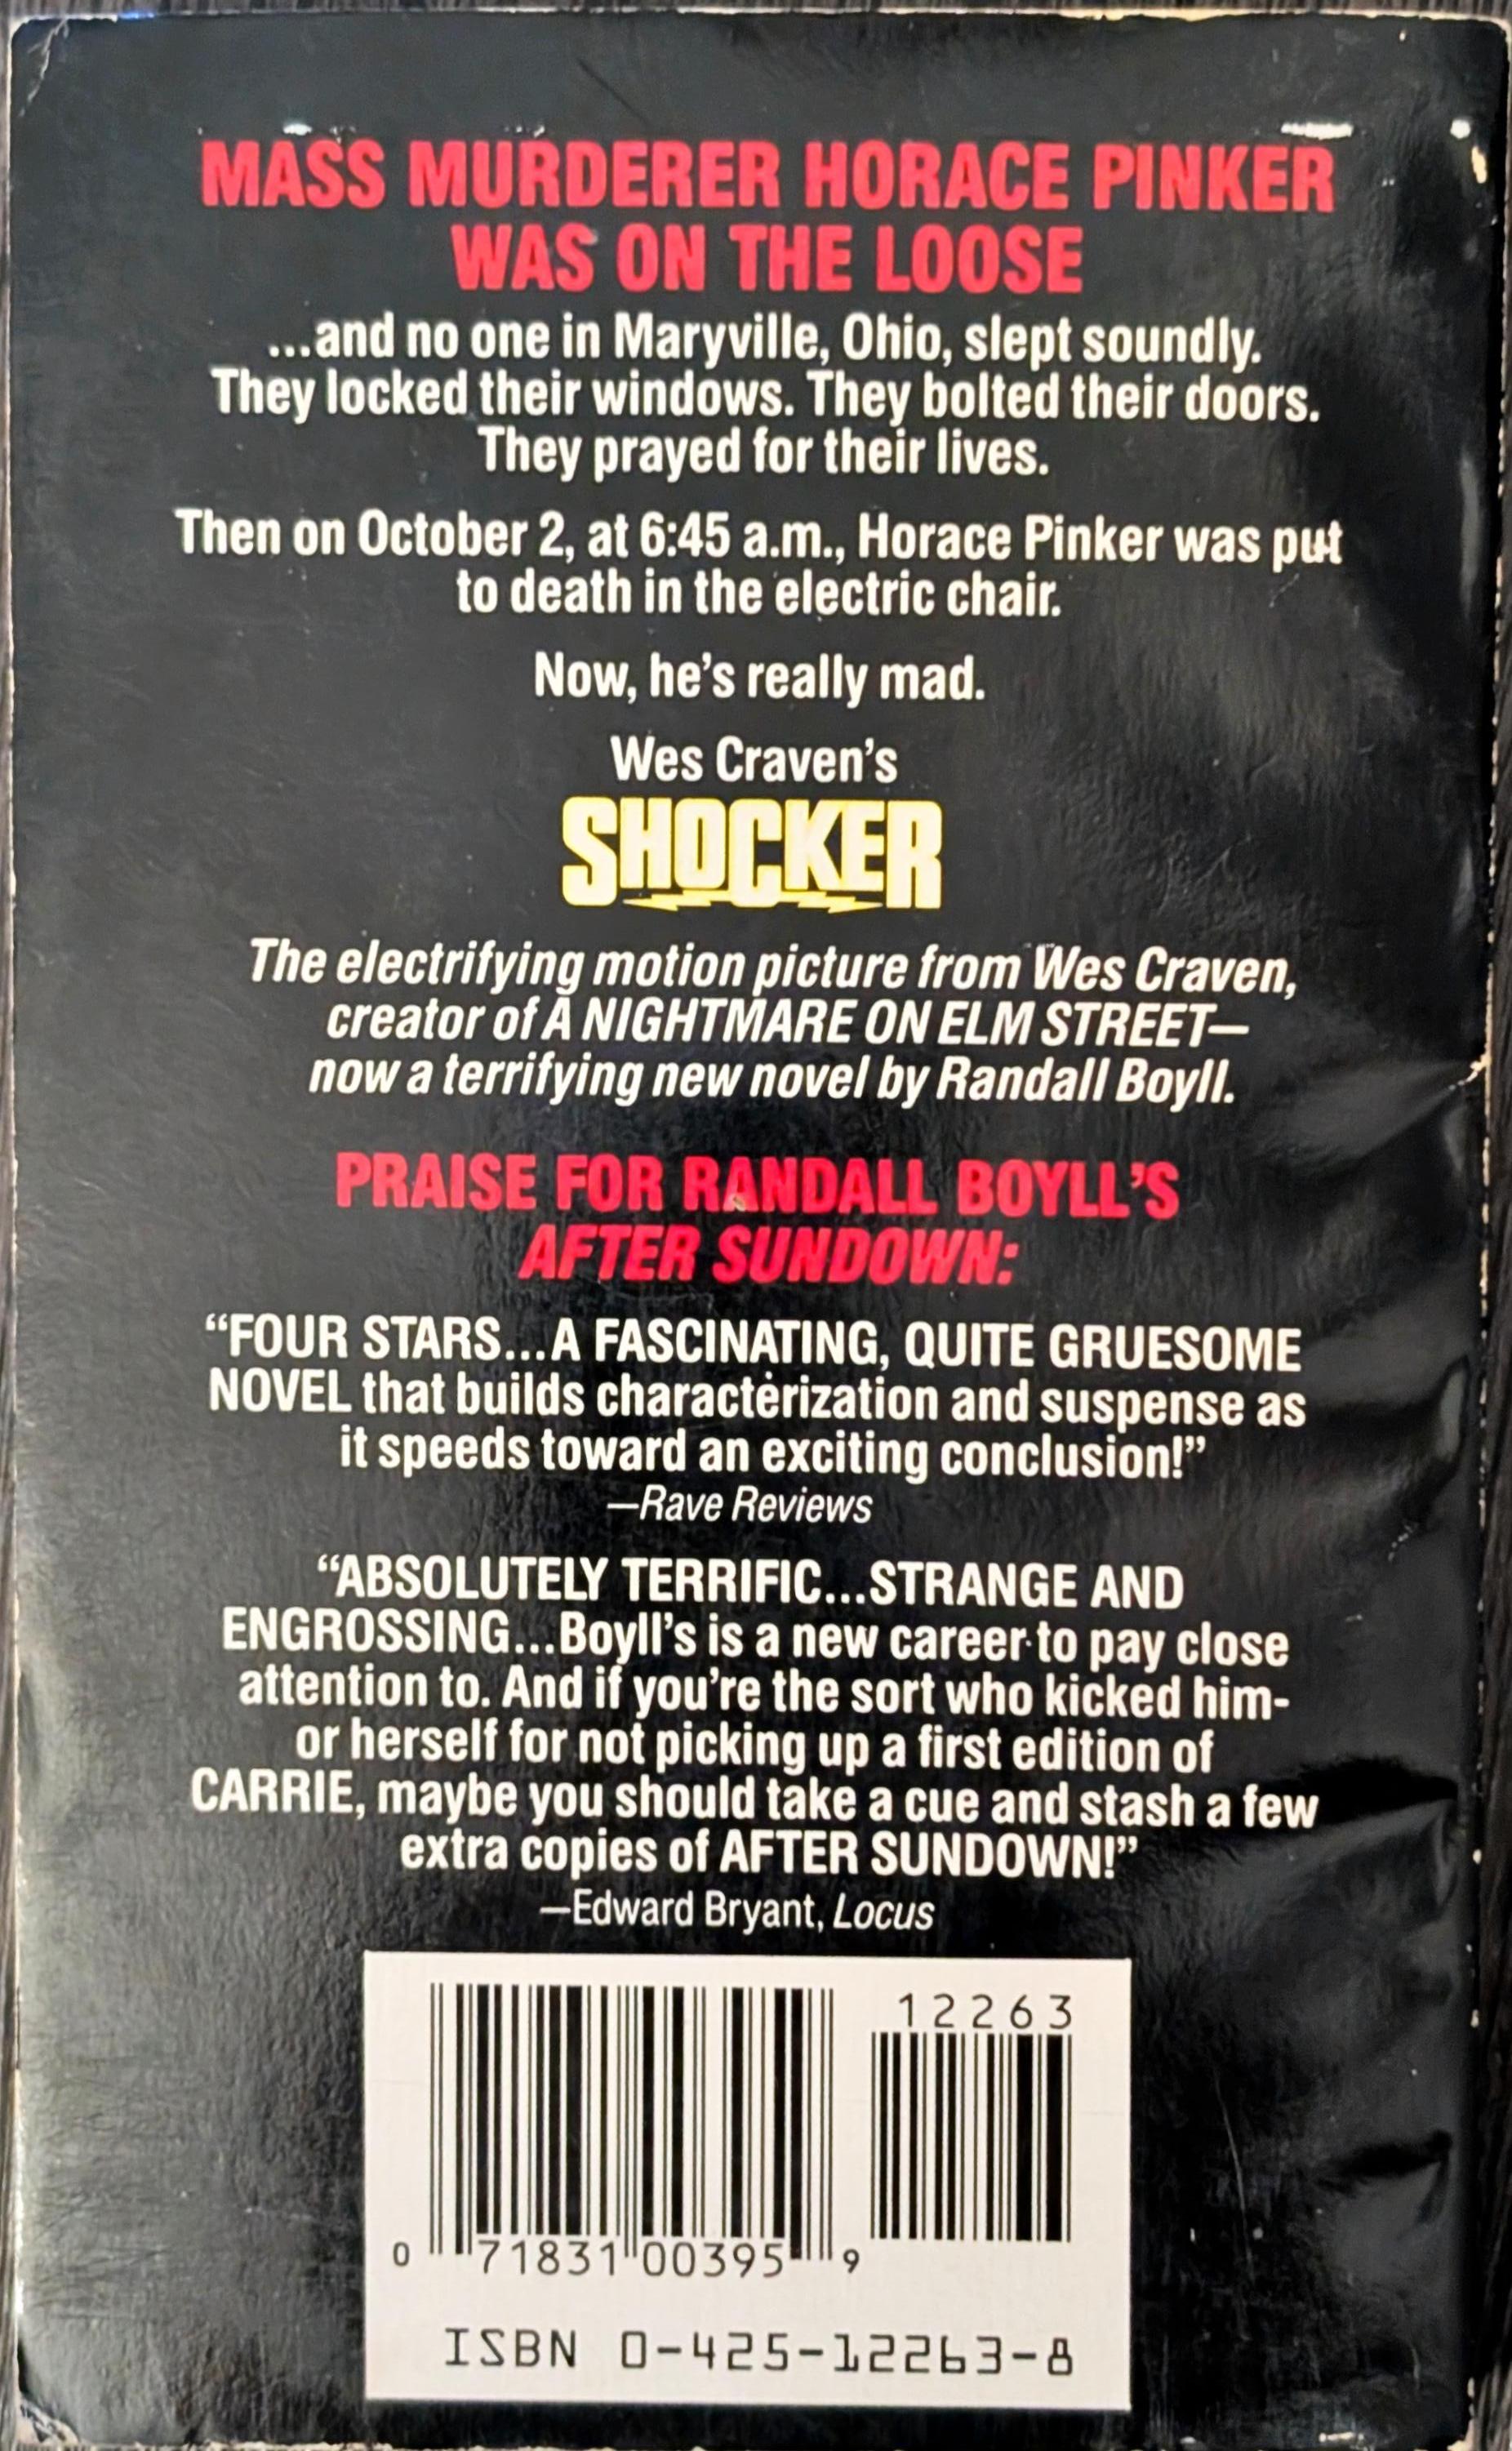 MASS MURDERER HORACE PINKER
WAS ON THE LOOSE
...and no one in Maryville, Ohio, slept soundly.
They locked their windows. They bolted their doors.
They prayed for their lives.
Then on October 2, at 6:45 a.m., Horace Pinker was put
to death in the electric chair.
Now, he's really mad.
Wes Craven's
SHOCKER
The electrifying motion picture from Wes Craven,
creator of A NIGHTMARE ON ELM STREET—
now a terrifying new novel by Randall Boyll.
PRAISE FOR RANDALL BOYLL'S
AFTER SUNDOWN:
“FOUR STARS...A FASCINATING, QUITE GRUESOME
NOVEL that builds characterization and suspense as
it speeds toward an exciting conclusion!”
—Rave Reviews
“ABSOLUTELY TERRIFIC...STRANGE AND
ENGROSSING...Boyll's is a new career to pay close
attention to. And if you're the sort who kicked him-
or herself for not picking up a first edition of
CARRIE, maybe you should take a cue and stash a few
extra copies of AFTER SUNDOWN!”
—Edward Bryant, Locus
12263
0 71831 00395 9
ISBN 0-425-12263-8